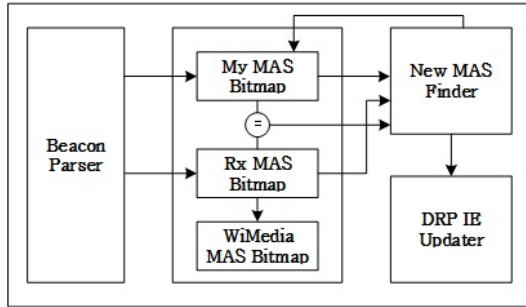 My MAS
Bitmap
New MAS
Finder
=
Beacon
Parser
Rx MAS
Bitmap
WiMedia
MAS Bitmap
DRP IE
Updater